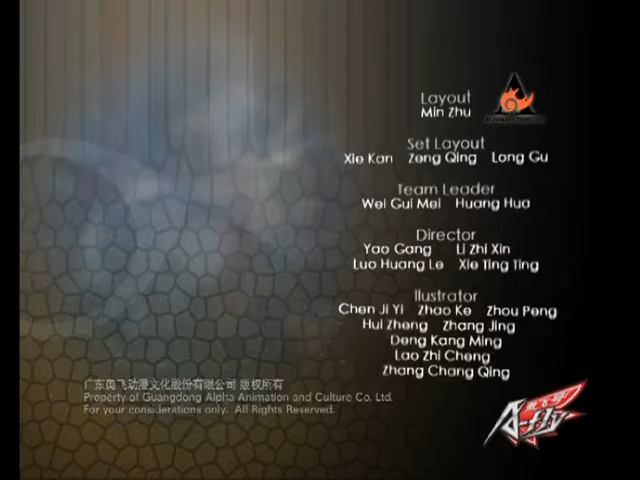 Layout
Min Zhu
Set Layout
Xie Kan Zeng Qing Long Gu
Team Leader
Wei Gui Mei Huang Hua
Director
Yao Gang Li Zhi Xin
Luo Huang Le Xie Ting Ting
Ilustrator
Chen Ji Yi Zhao Ke Zhou Peng
Hui Zheng Zhang Jing
Deng Kang Ming
Lao Zhi Cheng
Zhang Chang Qing
广东奥飞动漫文化股份有限公司 版权所有
Property of Guangdong Alpha Animation and Culture Co. Ltd.
For your considerations only. All Rights Reserved.
A-fly